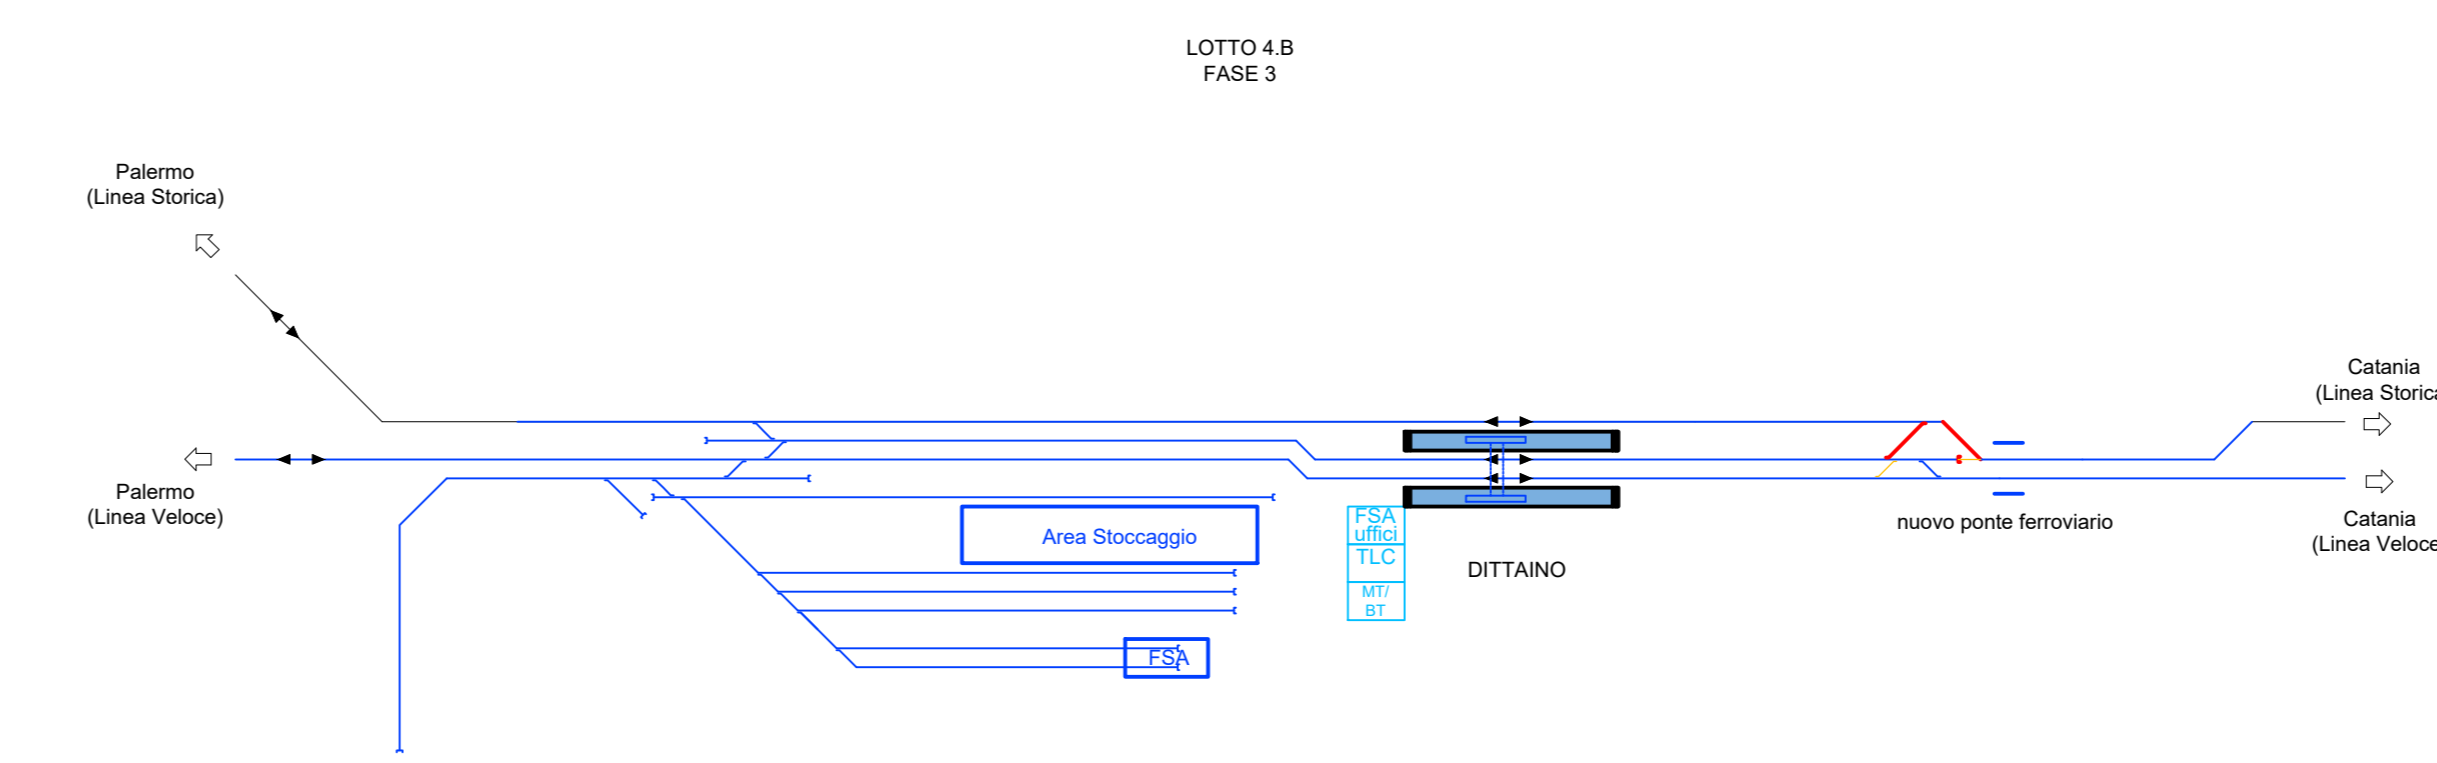 LOTTO 4.B
FASE 3
Palermo
(Linea Storica)
Catania
(Linea Storica
Palermo
(Linea Veloce)
FSA
uffici
TLC
MT/
BT
Area Stoccaggio
DITTAINO
nuovo ponte ferroviario
Catania
(Linea Veloce
FSA